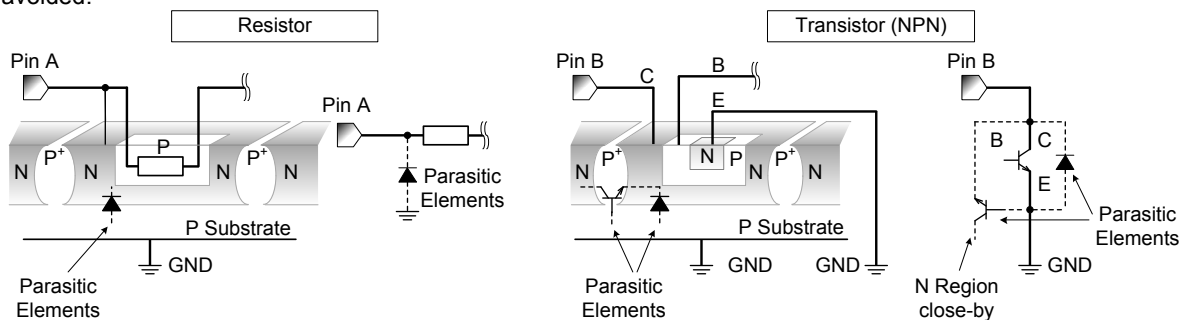 avoided.
Resistor
Transistor (NPN)
Pin A
Pin B
C
B
E
Pin B
Pin A
N
P+
N
P
N
P+
N
Parasitic
Elements
N
P+
N
N
P
N
P+
N
B
C
E
P Substrate
GND
Parasitic
Elements
P Substrate
GND
GND
Parasitic
Elements
Parasitic
Elements
GND
N Region
close-by